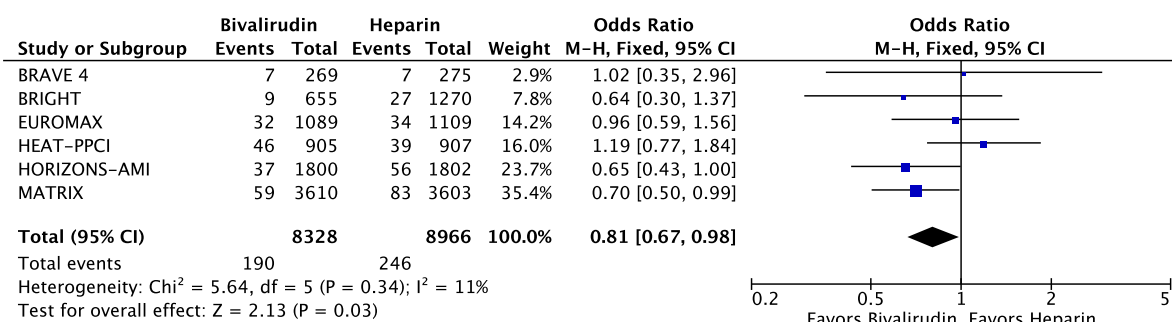 Bivalirudin Heparin Odds Ratio Odds Ratio
Study or Subgroup Events Total Events Total Weight M-H, Fixed, 95% CI M-H, Fixed, 95% CI
BRAVE 4 7 269 7 275 2.9% 1.02 [0.35, 2.96]
BRIGHT 9 655 27 1270 7.8% 0.64 [0.30, 1.37]
EUROMAX 32 1089 34 1109 14.2% 0.96 [0.59, 1.56]
HEAT-PPCI 46 905 39 907 16.0% 1.19 [0.77, 1.84]
HORIZONS-AMI 37 1800 56 1802 23.7% 0.65 [0.43, 1.00]
MATRIX 59 3610 83 3603 35.4% 0.70 [0.50, 0.99]
Total (95% CI) 8328 8966 100.0% 0.81 [0.67, 0.98]
Total events 190 246
Heterogeneity: Chi² = 5.64, df = 5 (P = 0.34); I² = 11%
Test for overall effect: Z = 2.13 (P = 0.03)
0.2 0.5 1 2 5
Favors Bivalirudin Favors Heparin